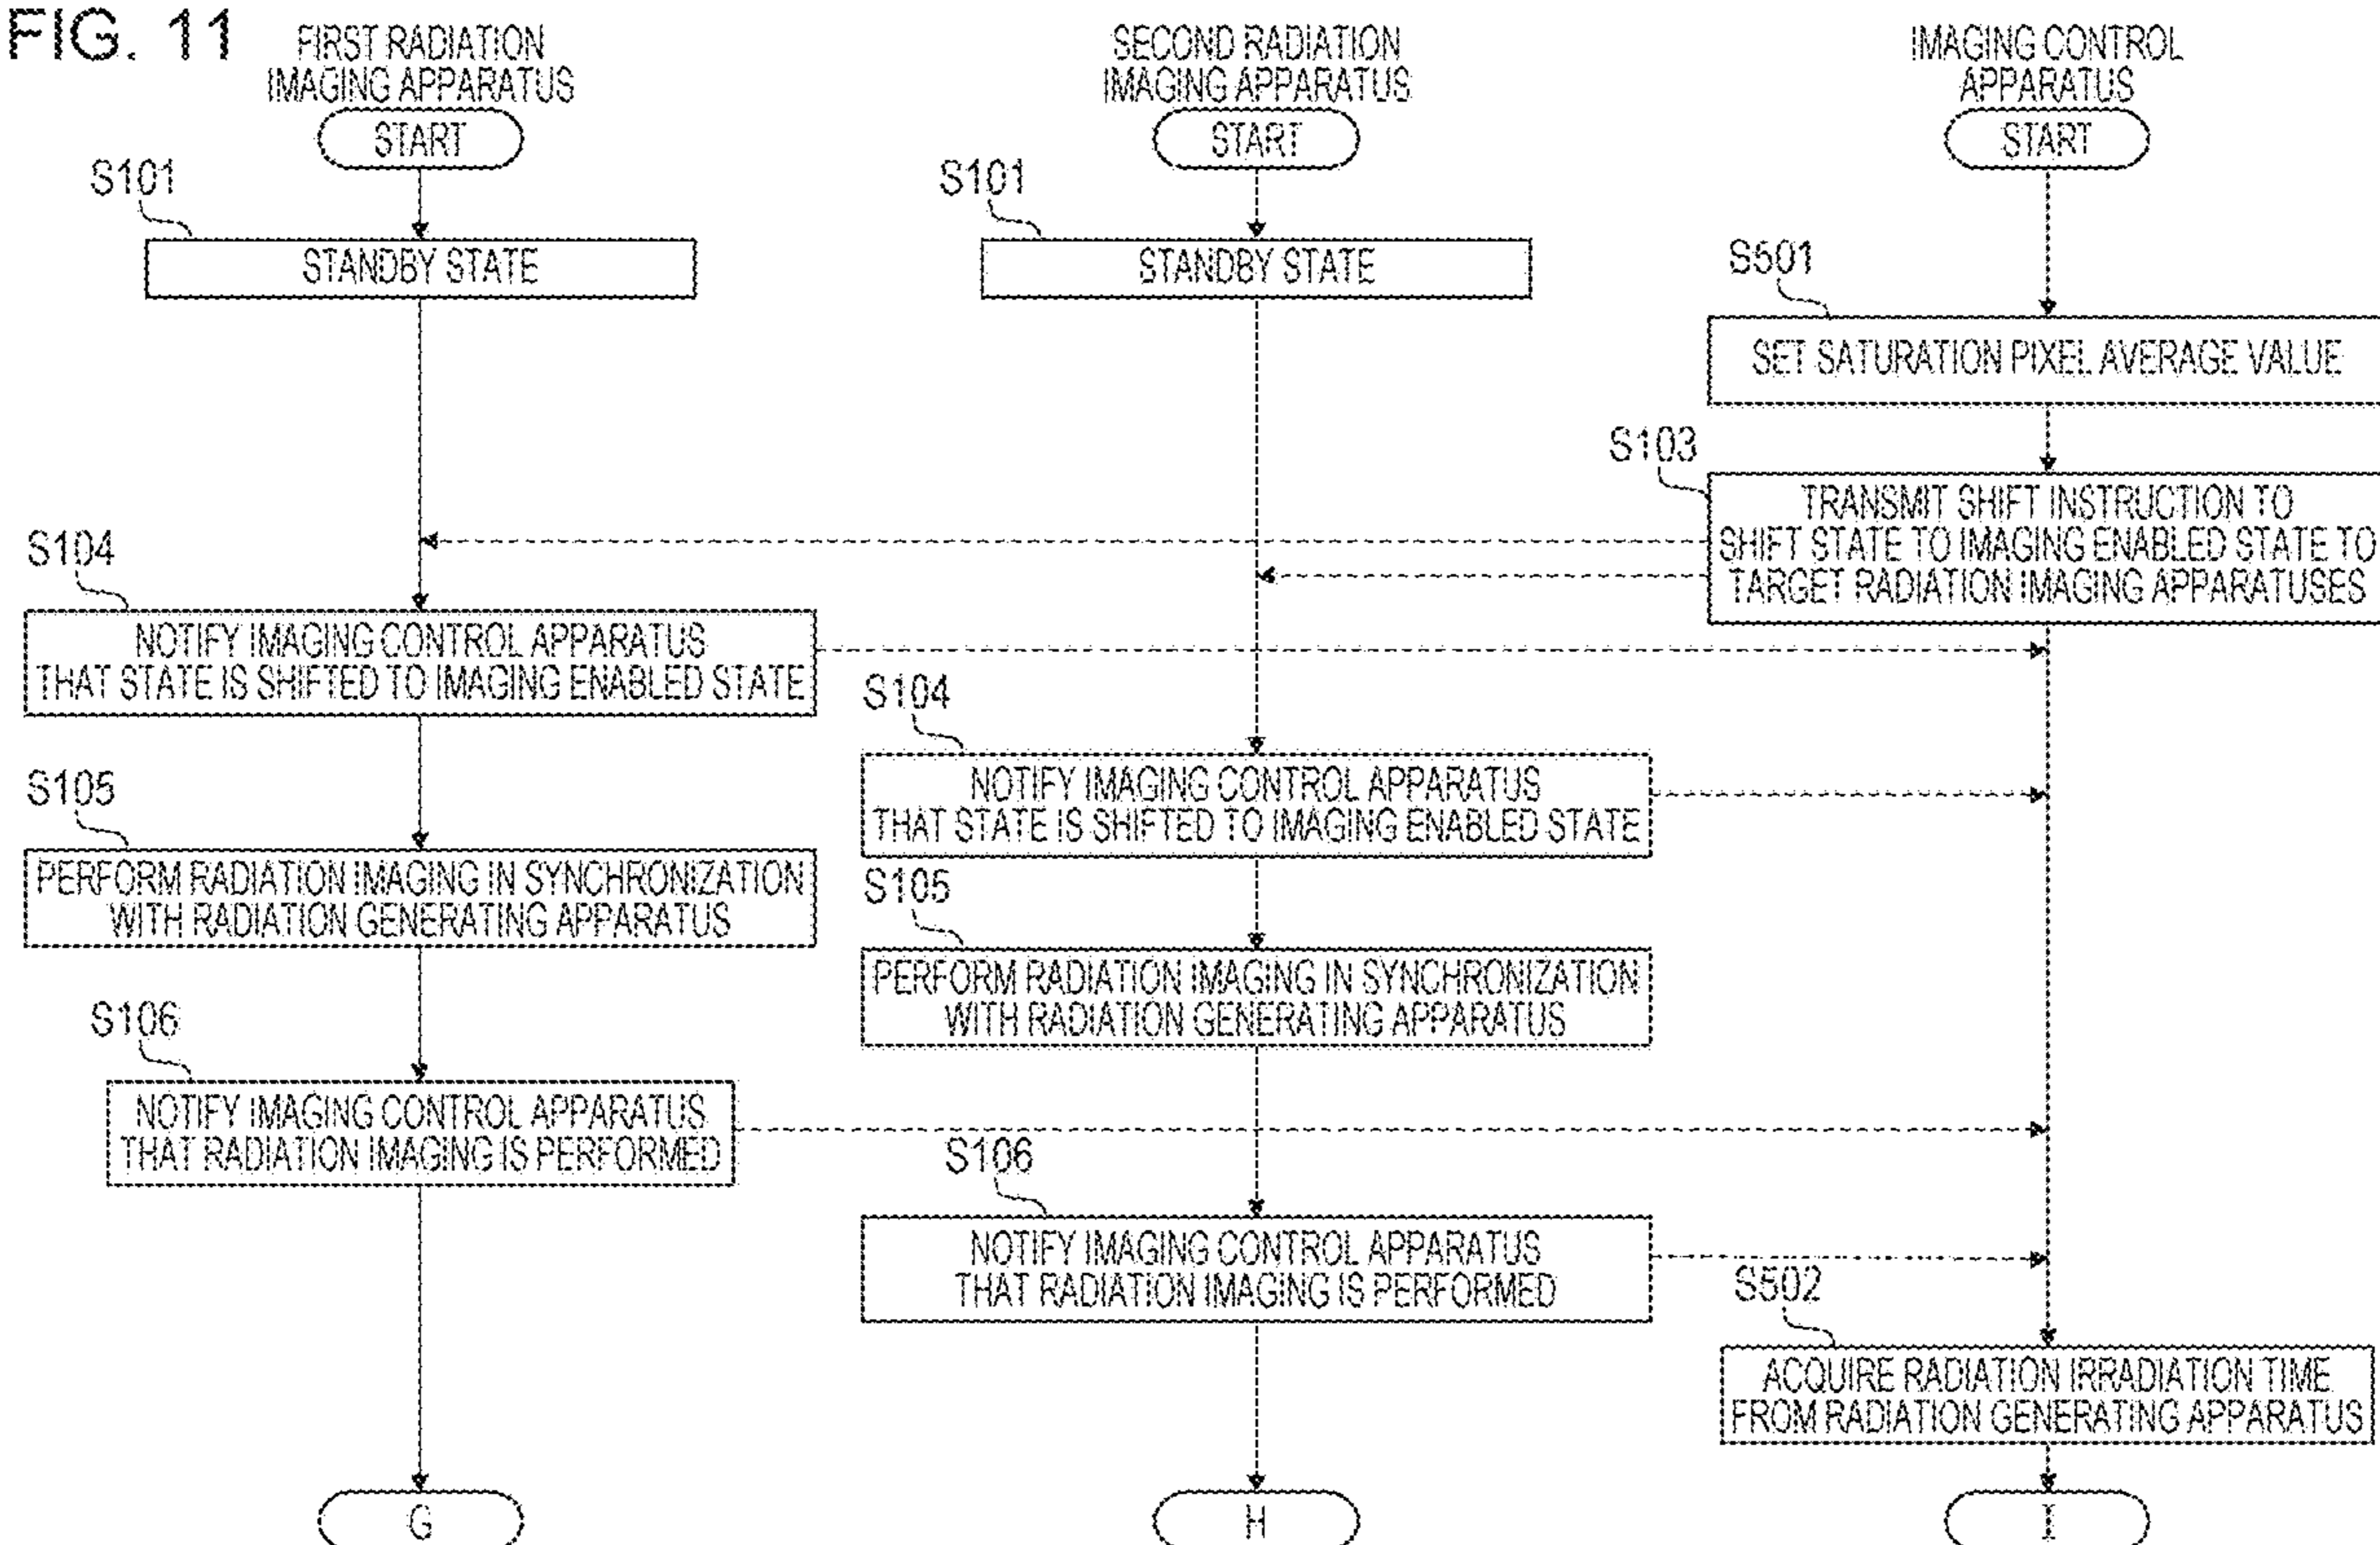 FIG. 11
FIRST RADIATION
IMAGING APPARATUS
SECOND RADIATION
IMAGING APPARATUS
IMAGING CONTROL
APPARATUS
START
START
START
S101
STANDBY STATE
S101
STANDBY STATE
S501
SET SATURATION PIXEL AVERAGE VALUE
S103
TRANSMIT SHIFT INSTRUCTION TO
SHIFT STATE TO IMAGING ENABLED STATE TO
TARGET RADIATION IMAGING APPARATUSES
S104
NOTIFY IMAGING CONTROL APPARATUS
THAT STATE IS SHIFTED TO IMAGING ENABLED STATE
S104
NOTIFY IMAGING CONTROL APPARATUS
THAT STATE IS SHIFTED TO IMAGING ENABLED STATE
S105
PERFORM RADIATION IMAGING IN SYNCHRONIZATION
WITH RADIATION GENERATING APPARATUS
S105
PERFORM RADIATION IMAGING IN SYNCHRONIZATION
WITH RADIATION GENERATING APPARATUS
S106
NOTIFY IMAGING CONTROL APPARATUS
THAT RADIATION IMAGING IS PERFORMED
S106
NOTIFY IMAGING CONTROL APPARATUS
THAT RADIATION IMAGING IS PERFORMED
S502
ACQUIRE RADIATION IRRADIATION TIME
FROM RADIATION GENERATING APPARATUS
G
H
I